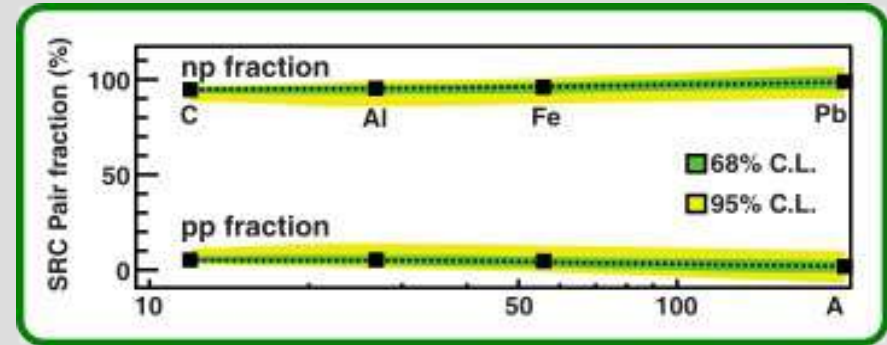 SRC Pair fraction (%)
100
50
0
np fraction
C Al Fe Pb
68% C.L.
95% C.L.
pp fraction
10 50 100 A